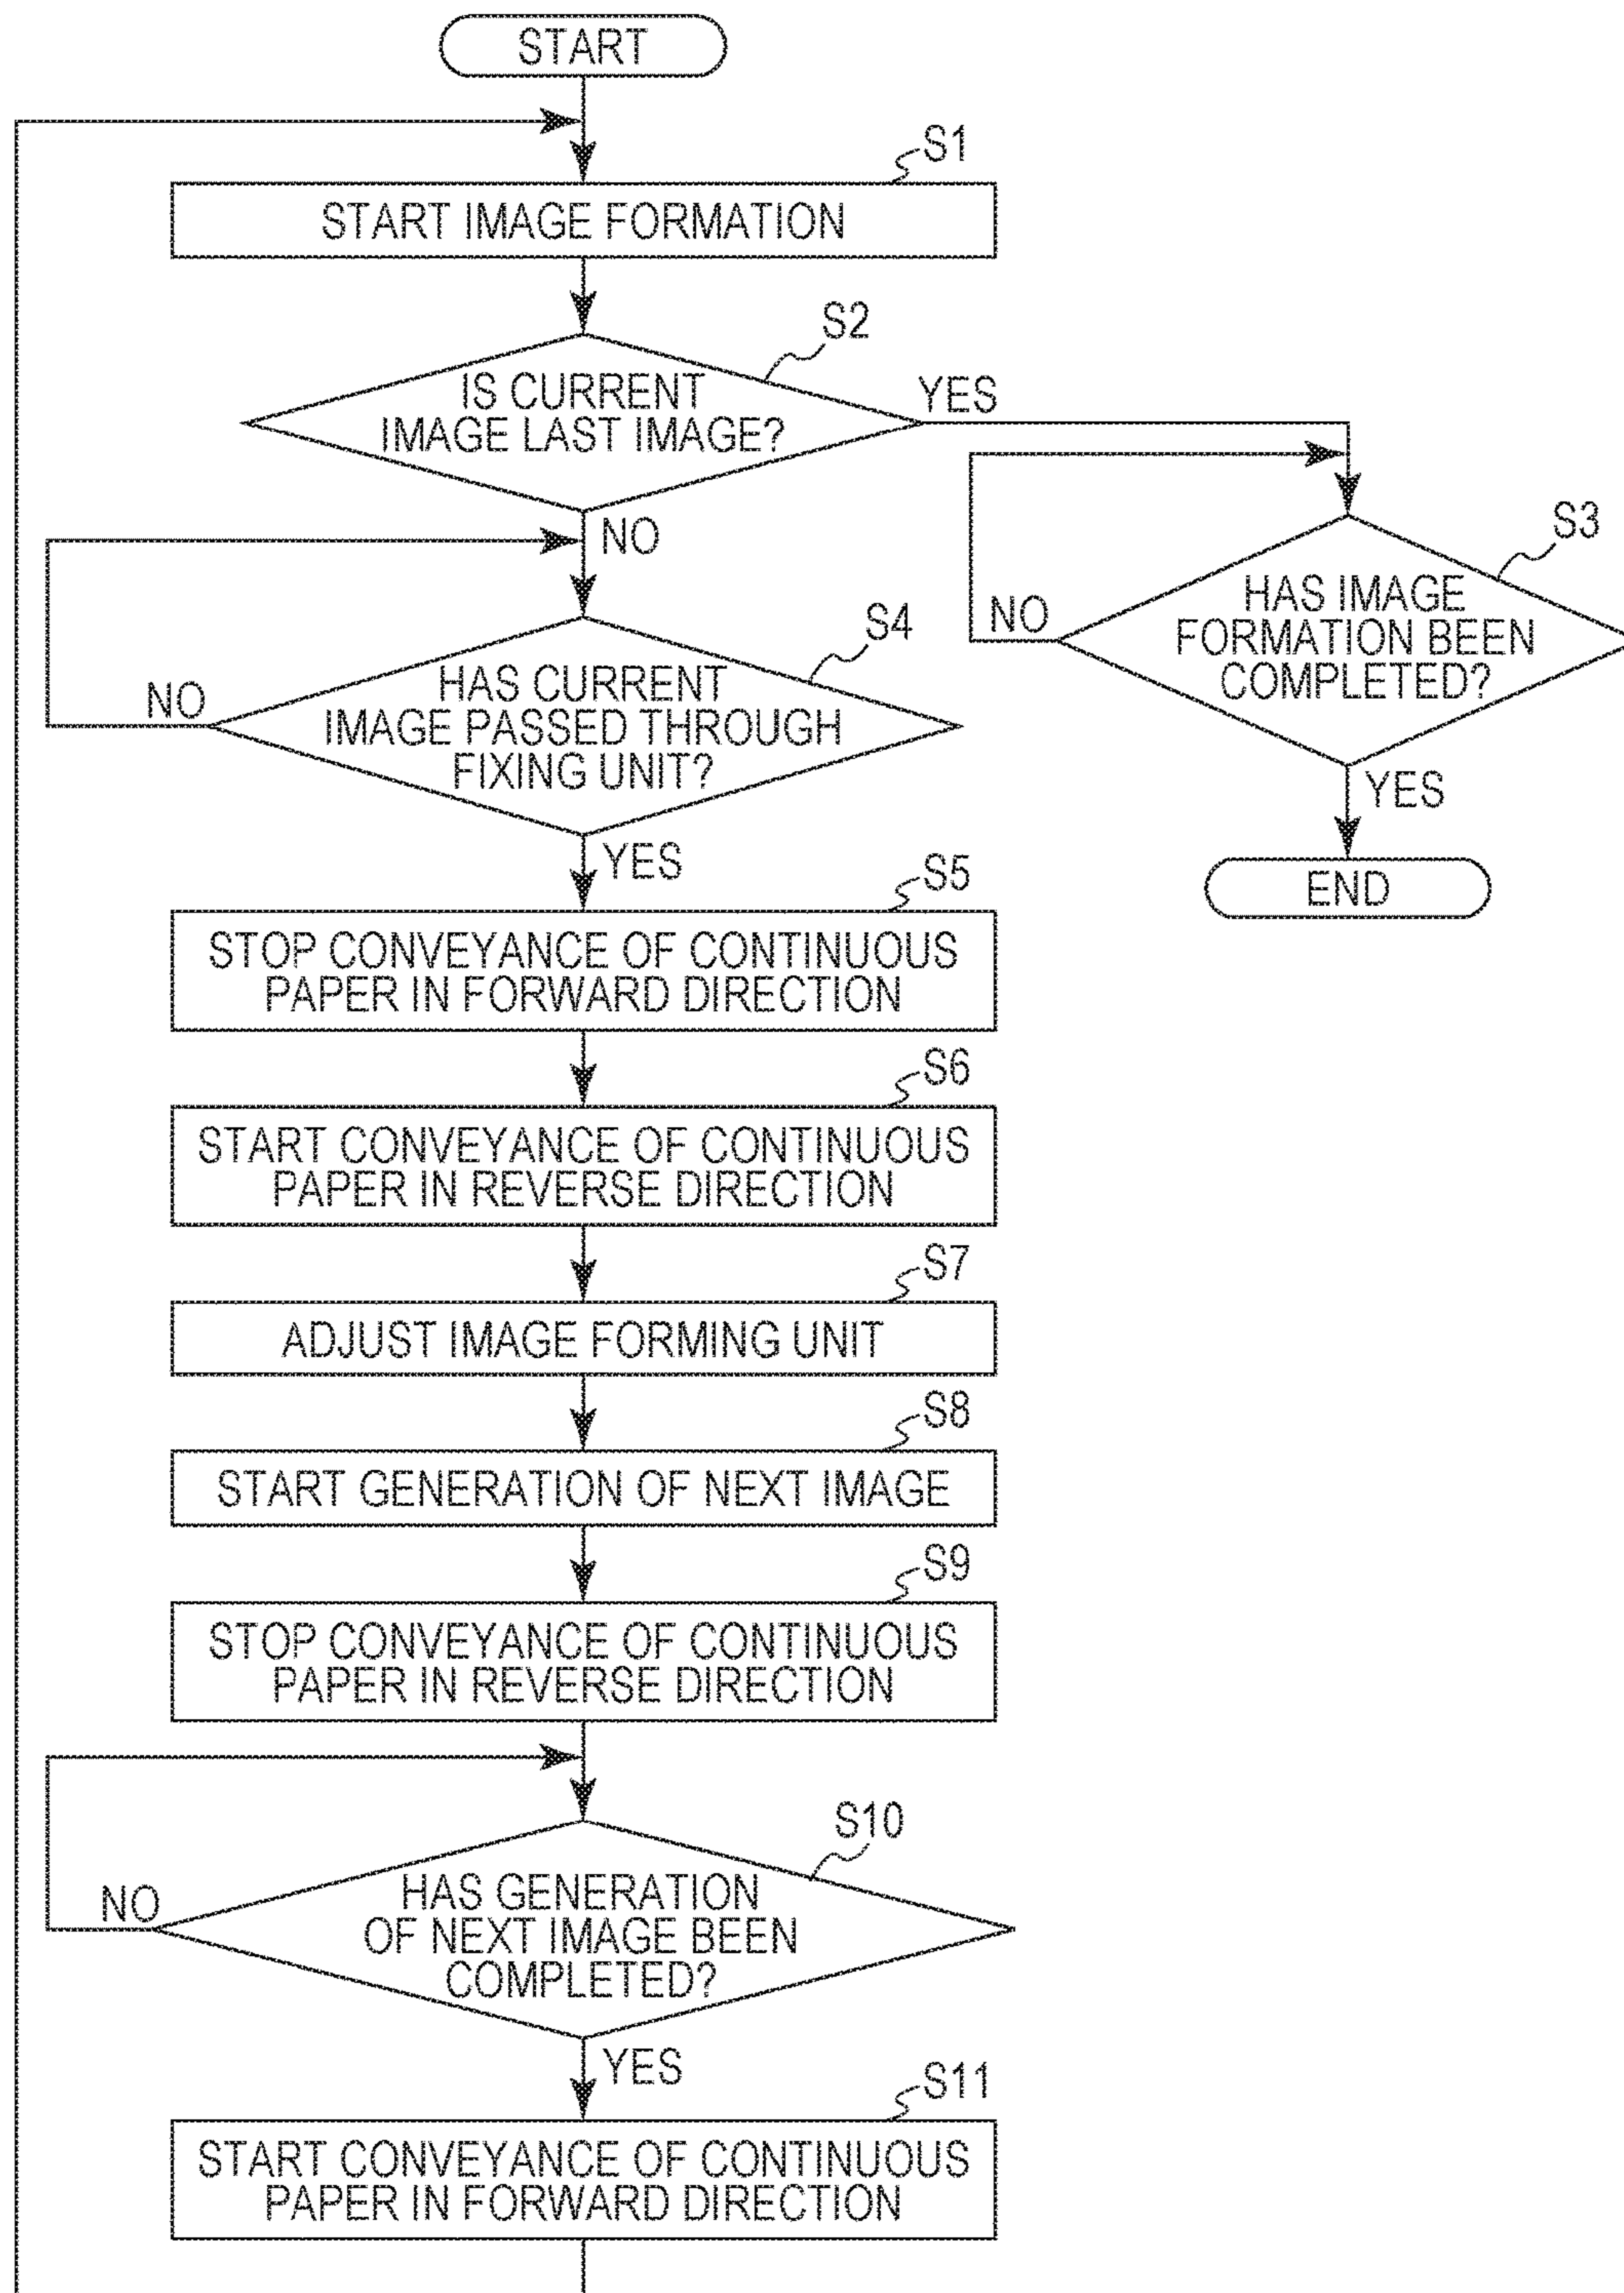 START
S1
START IMAGE FORMATION
S2
IS CURRENT
IMAGE LAST IMAGE?
YES
NO
S3
HAS IMAGE
FORMATION BEEN
COMPLETED?
NO
YES
END
S4
HAS CURRENT
IMAGE PASSED THROUGH
FIXING UNIT?
NO
YES
S5
STOP CONVEYANCE OF CONTINUOUS
PAPER IN FORWARD DIRECTION
S6
START CONVEYANCE OF CONTINUOUS
PAPER IN REVERSE DIRECTION
S7
ADJUST IMAGE FORMING UNIT
S8
START GENERATION OF NEXT IMAGE
S9
STOP CONVEYANCE OF CONTINUOUS
PAPER IN REVERSE DIRECTION
S10
HAS GENERATION
OF NEXT IMAGE BEEN
COMPLETED?
NO
YES
S11
START CONVEYANCE OF CONTINUOUS
PAPER IN FORWARD DIRECTION